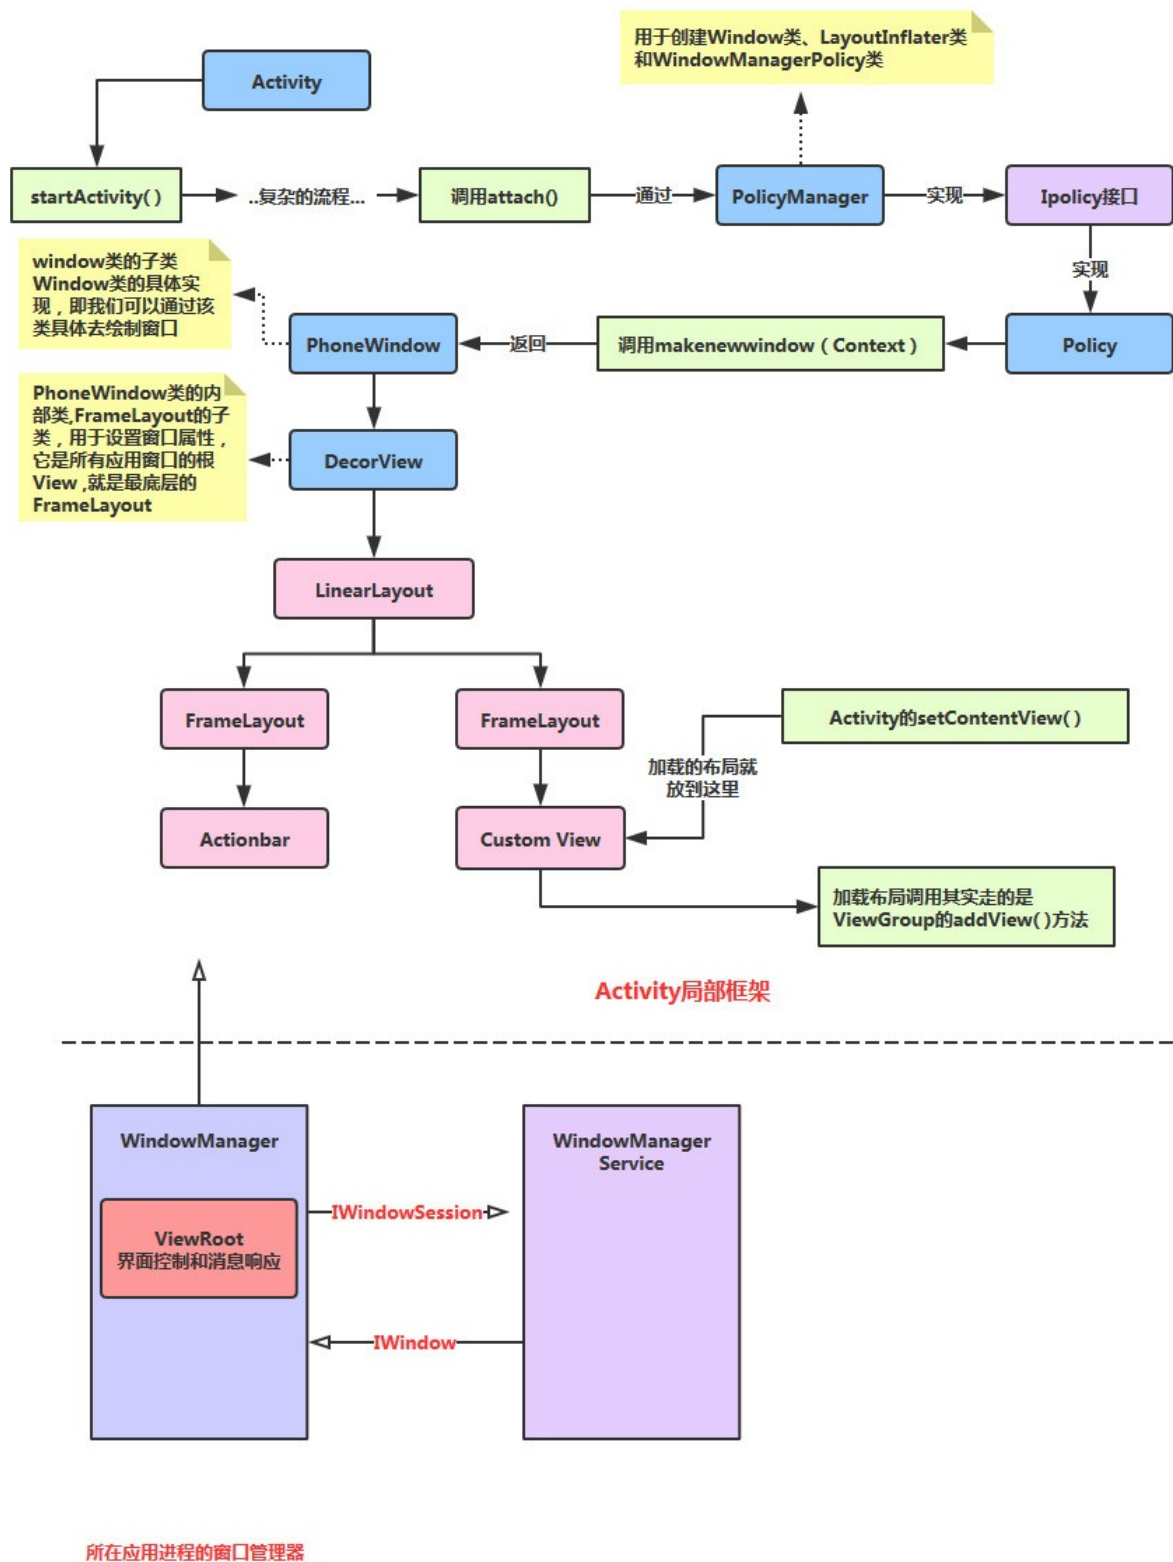 用于创建Window类、LayoutInflater类
和WindowManagerPolicy类
Activity
startActivity( )
..复杂的流程...
调用attach()
通过
PolicyManager
实现
Ipolicy接口
window类的子类
Window类的具体实
现，即我们可以通过该
类具体去绘制窗口
实现
PhoneWindow
返回
调用makenewwindow（Context）
Policy
PhoneWindow类的内
部类,FrameLayout的子
类，用于设置窗口属性，
它是所有应用窗口的根
View ,就是最底层的
FrameLayout
DecorView
LinearLayout
FrameLayout
FrameLayout
Activity的setContentView( )
加载的布局就
放到这里
Actionbar
Custom View
加载布局调用其实走的是
ViewGroup的addView( )方法
Activity局部框架
WindowManager
WindowManager
Service
ViewRoot
界面控制和消息响应
IWindowSession
IWindow
所在应用进程的窗口管理器